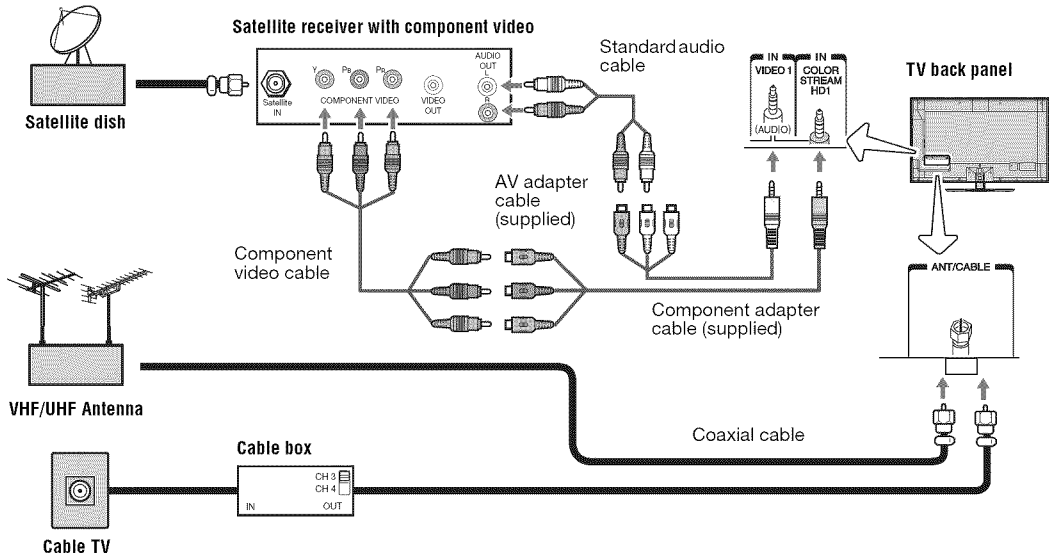 Satellite receiver with component video
Satellite dish
Satellite
IN
Y
PB
PR
COMPONENT VIDEO
VIDEO
OUT
AUDIO
OUT
L
R
Standard audio
cable
IN
VIDEO 1
(AUDIO)
IN
COLOR
STREAM
HD1
TV back panel
AV adapter
cable
(supplied)
Component
video cable
Component adapter
cable (supplied)
ANT/CABLE
VHF/UHF Antenna
Coaxial cable
Cable box
CH 3
CH 4
IN
OUT
Cable TV